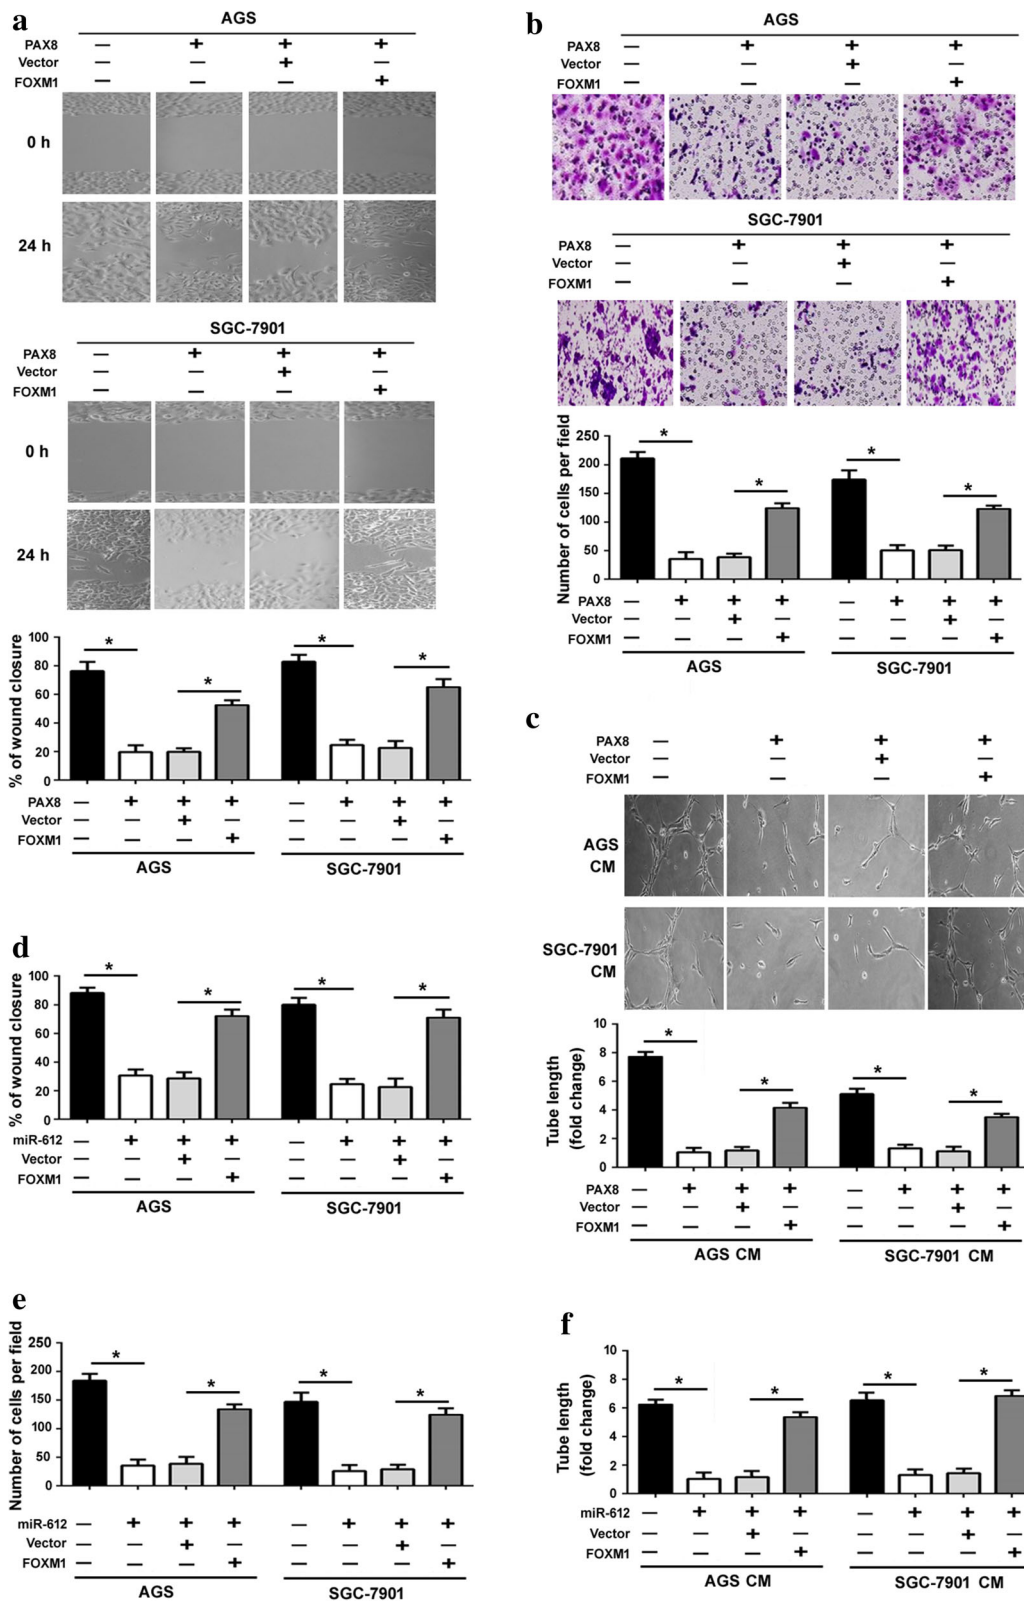 a
AGS
PAX8 — + + +
Vector — — + —
FOXM1 — — — +
0 h
24 h
SGC-7901
PAX8 — + + +
Vector — — + —
FOXM1 — — — +
0 h
24 h
% of wound closure
100
80
60
40
20
0
* * * *
PAX8 — + + + — + + +
Vector — — + — — — + —
FOXM1 — — — + — — — +
AGS SGC-7901
b
AGS
PAX8 — + + +
Vector — — + —
FOXM1 — — — +
SGC-7901
PAX8 — + + +
Vector — — + —
FOXM1 — — — +
Number of cells per field
250
200
150
100
50
0
* * * *
PAX8 — + + + — + + +
Vector — — + — — — + —
FOXM1 — — — + — — — +
AGS SGC-7901
c
PAX8 — + + +
Vector — — + —
FOXM1 — — — +
AGS
CM
SGC-7901
CM
Tube length
(fold change)
10
8
6
4
2
0
* * * *
PAX8 — + + + — + + +
Vector — — + — — — + —
FOXM1 — — — + — — — +
AGS CM SGC-7901 CM
d
% of wound closure
100
80
60
40
20
0
* * * *
miR-612 — + + + — + + +
Vector — — + — — — + —
FOXM1 — — — + — — — +
AGS SGC-7901
e
Number of cells per field
250
200
150
100
50
0
* * * *
miR-612 — + + + — + + +
Vector — — + — — — + —
FOXM1 — — — + — — — +
AGS SGC-7901
f
Tube length
(fold change)
10
8
6
4
2
0
* * * *
miR-612 — + + + — + + +
Vector — — + — — — + —
FOXM1 — — — + — — — +
AGS CM SGC-7901 CM